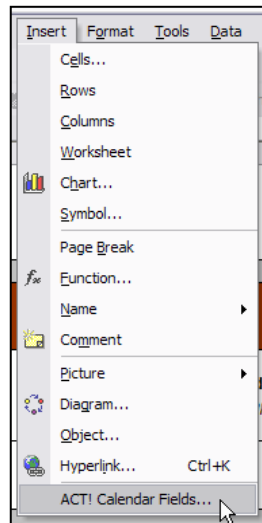 Insert Format Tools Data
Cells...
Rows
Columns
Worksheet
Chart...
Symbol...
Page Break
fx Function...
Name
Comment
Picture
Diagram...
Object...
Hyperlink... Ctrl+K
ACT! Calendar Fields...